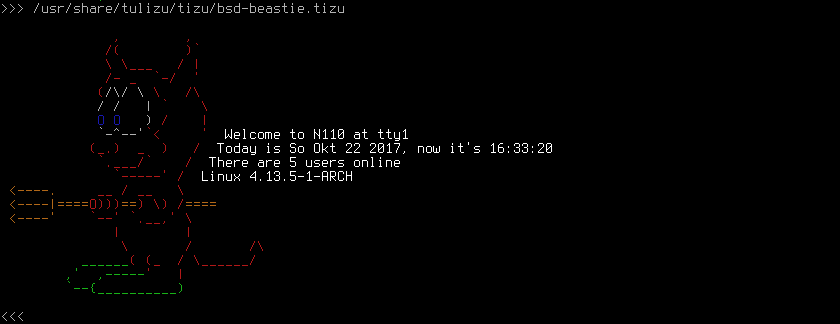 >>> /usr/share/tulizu/tizu/bsd-beastie.tizu
Welcome to N110 at tty1
Today is So Okt 22 2017, now it's 16:33:20
There are 5 users online
Linux 4.13.5-1-ARCH
<<<